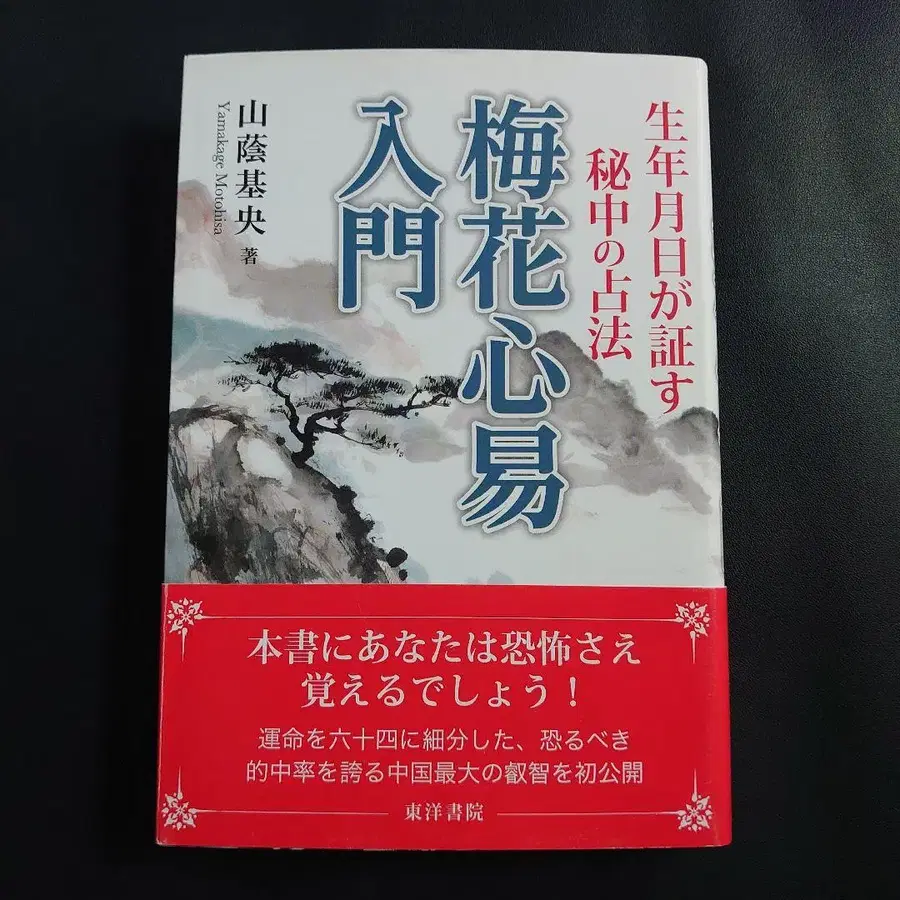 生年月日が証す
秘中の占法
梅花心易
入門
山蔭基央 著
Yamakage Motohisa
本書にあなたは恐怖さえ
覚えるでしょう！
運命を六十四に細分した、恐るべき
的中率を誇る中国最大の叡智を初公開
東洋書院